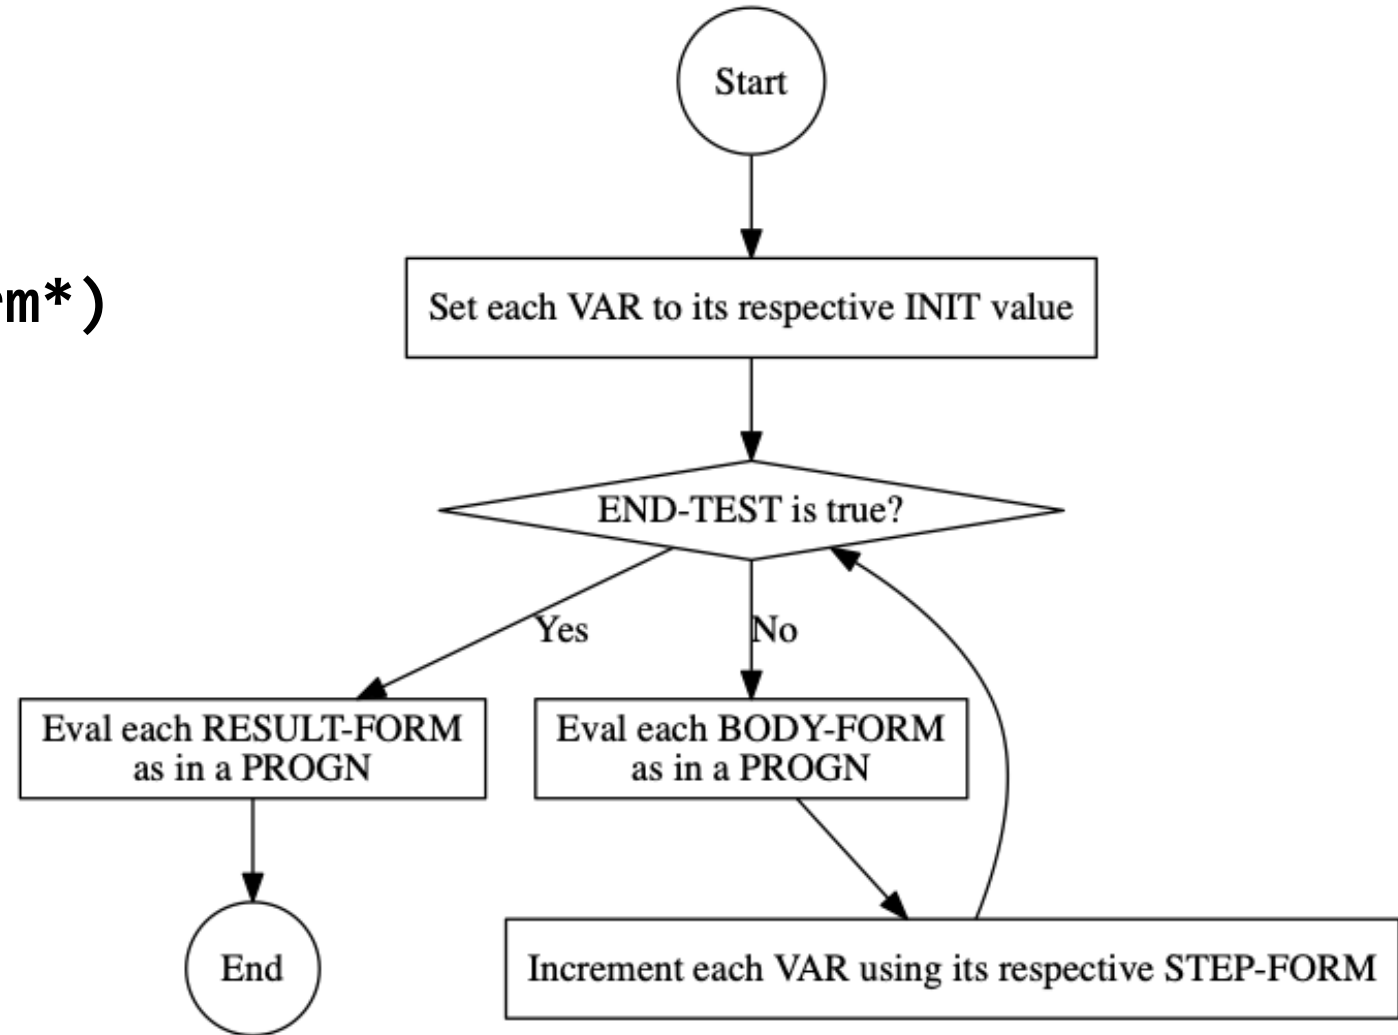 Start
rm*)
Set each VAR to its respective INIT value
END-TEST is true?
Yes
No
Eval each RESULT-FORM
as in a PROGN
Eval each BODY-FORM
as in a PROGN
End
Increment each VAR using its respective STEP-FORM